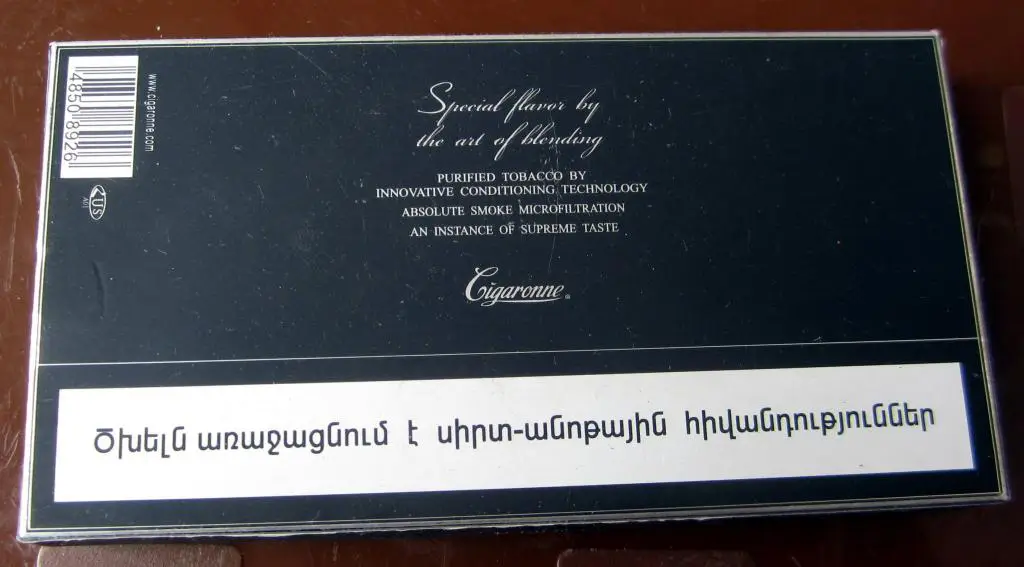 4850 8926
www.cigaronne.com
A01
Special flavor by
the art of blending
PURIFIED TOBACCO BY
INNOVATIVE CONDITIONING TECHNOLOGY
ABSOLUTE SMOKE MICROFILTRATION
AN INSTANCE OF SUPREME TASTE
Cigaronne
Ծխելն առաջացնում է սիրտ-անոթային հիվանդություններ